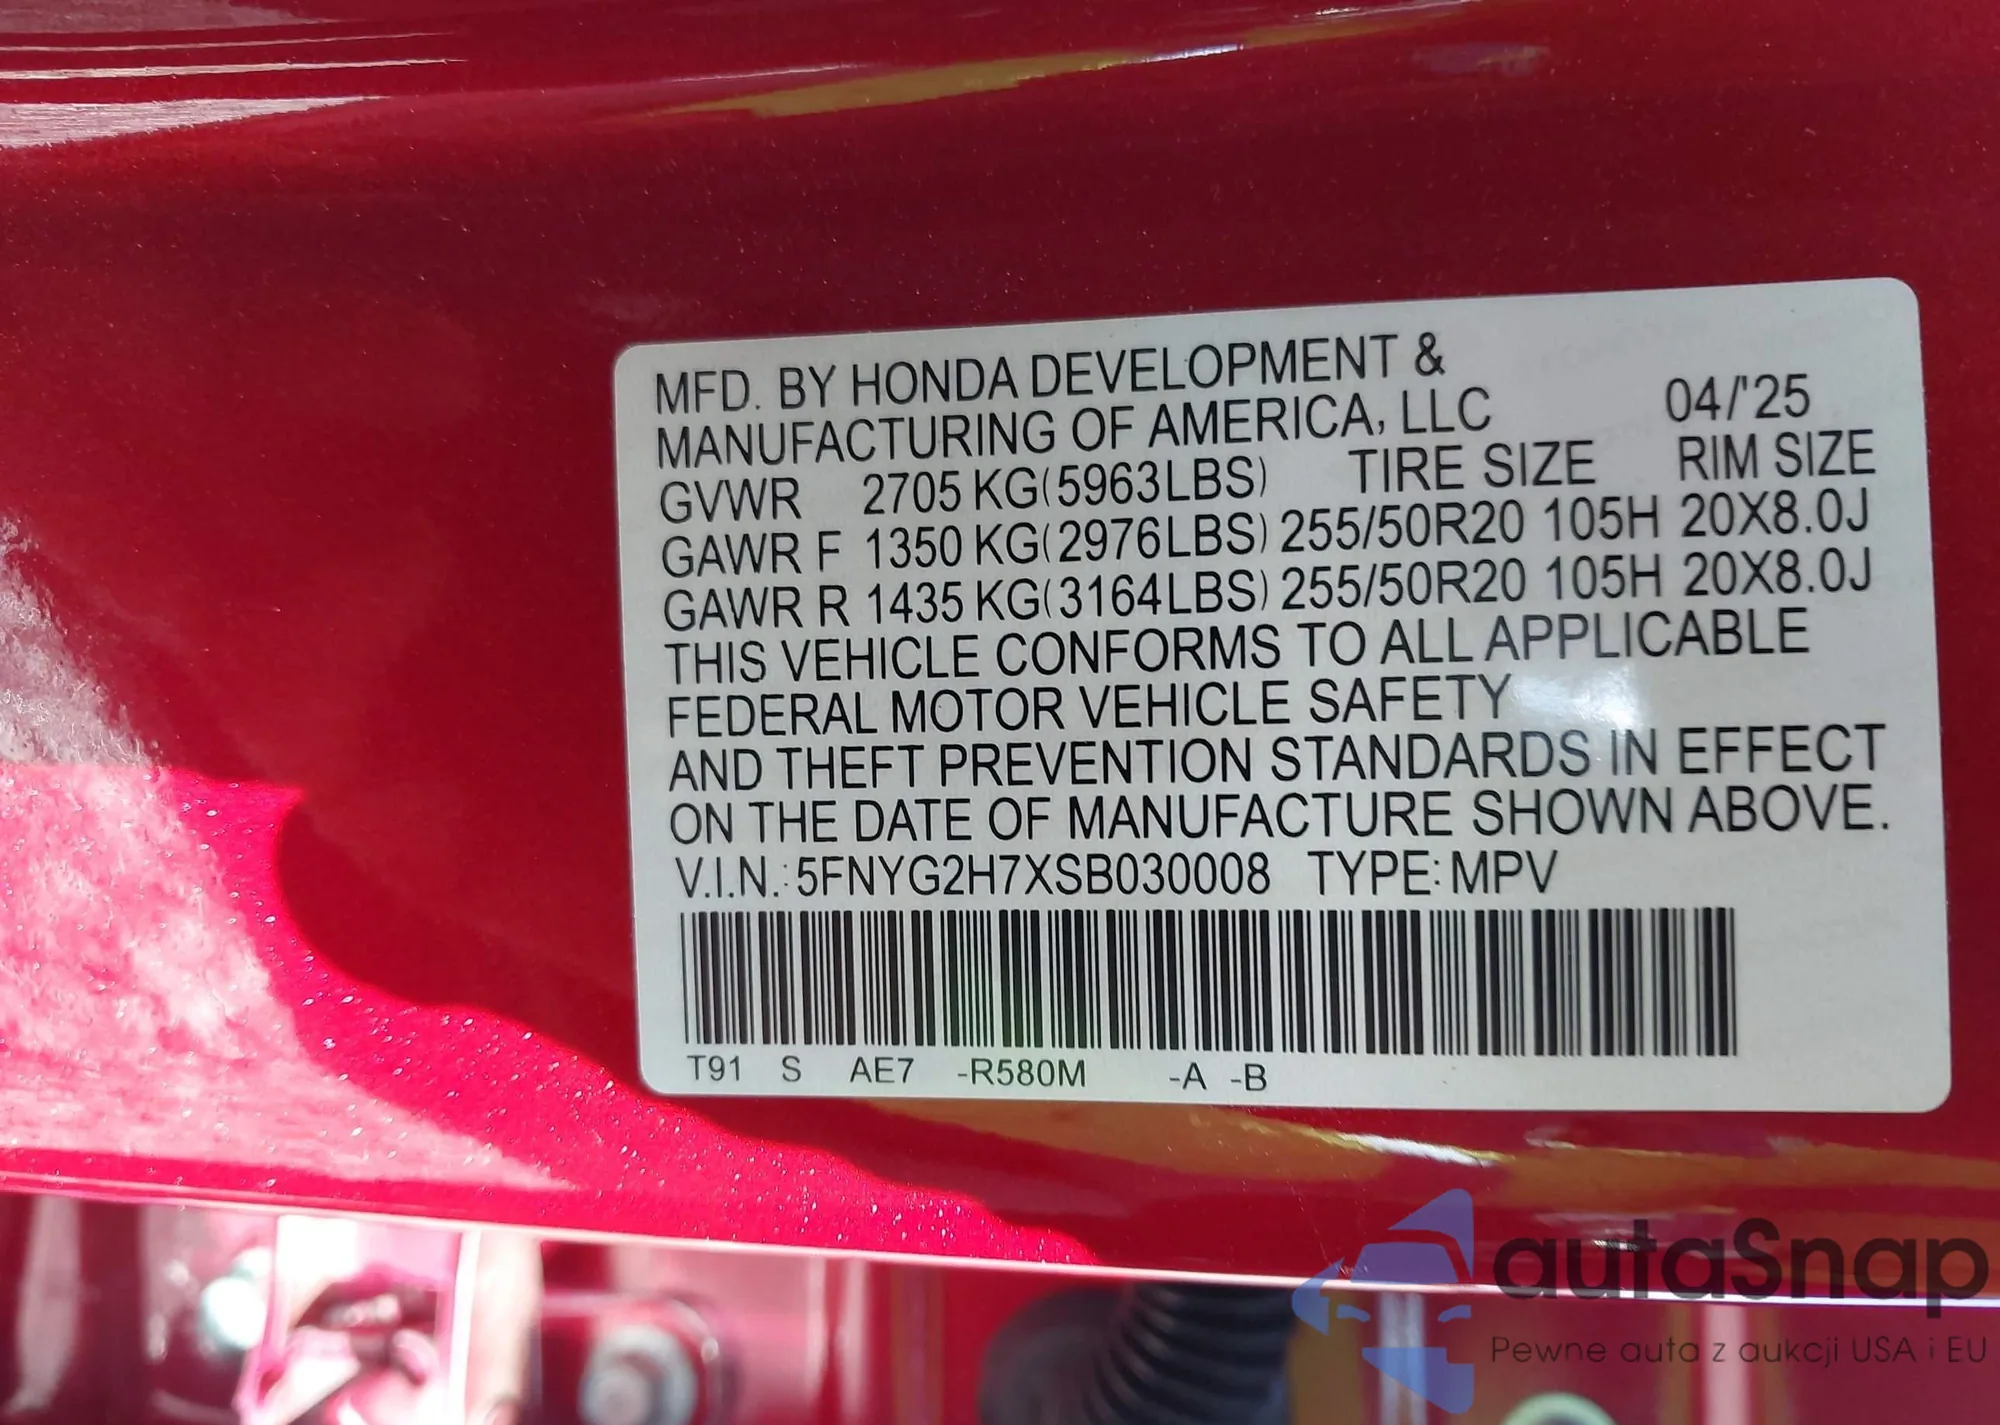 MFD. BY HONDA DEVELOPMENT &
MANUFACTURING OF AMERICA, LLC 04/'25
GVWR 2705 KG(5963LBS) TIRE SIZE RIM SIZE
GAWR F 1350 KG(2976LBS) 255/50R20 105H 20X8.0J
GAWR R 1435 KG(3164LBS) 255/50R20 105H 20X8.0J
THIS VEHICLE CONFORMS TO ALL APPLICABLE
FEDERAL MOTOR VEHICLE SAFETY
AND THEFT PREVENTION STANDARDS IN EFFECT
ON THE DATE OF MANUFACTURE SHOWN ABOVE.
V.I.N.: 5FNYG2H7XSB030008 TYPE: MPV
T91 S AE7 -R580M -A -B
autaSnap
Pewne auta z aukcji USA i EU